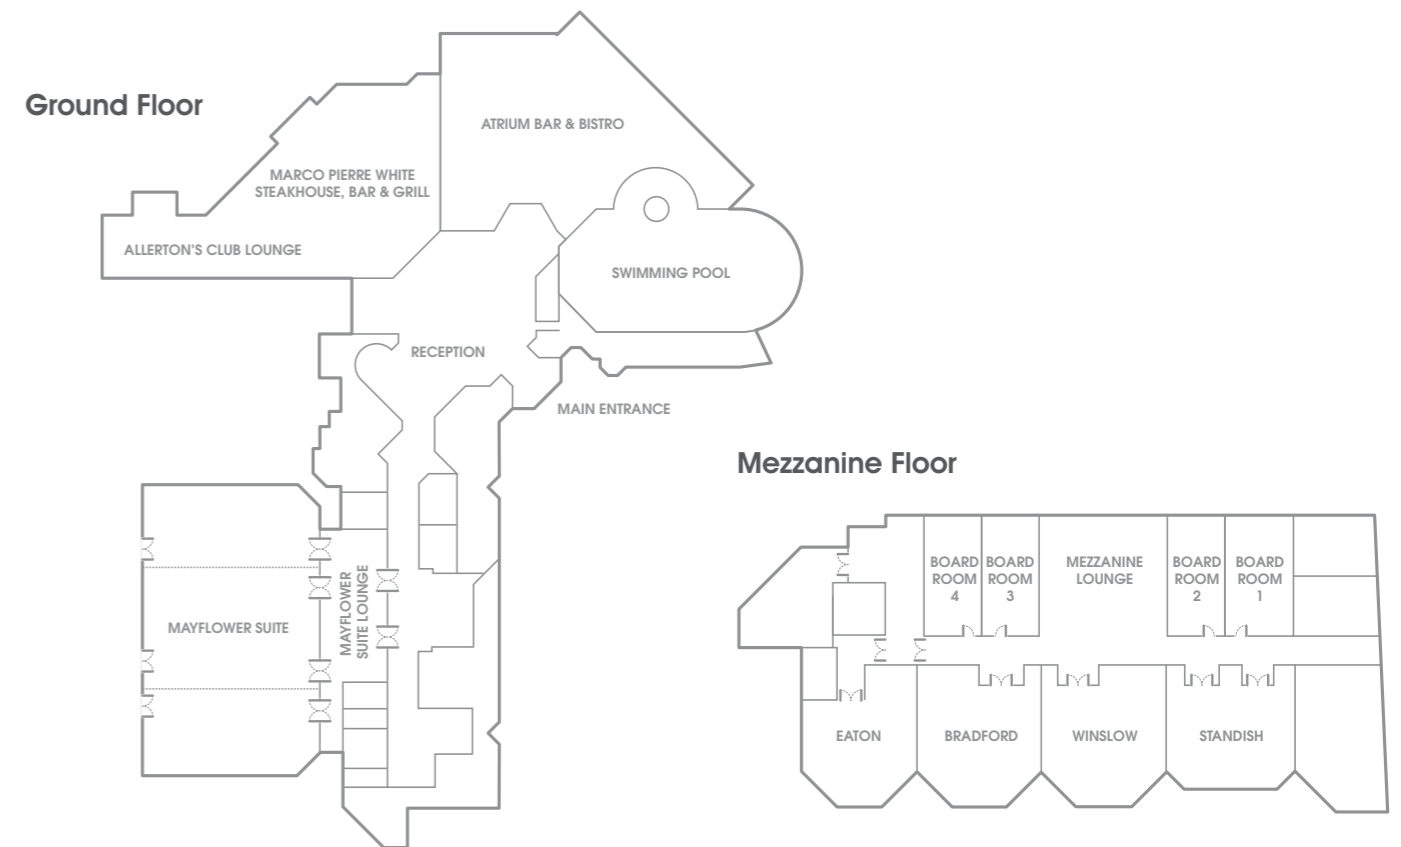 Ground Floor
ATRIUM BAR & BISTRO
MARCO PIERRE WHITE
STEAKHOUSE, BAR & GRILL
ALLERTON'S CLUB LOUNGE
SWIMMING POOL
RECEPTION
MAIN ENTRANCE
MAYFLOWER SUITE
MAYFLOWER
SUITE LOUNGE
Mezzanine Floor
BOARD
ROOM
4
BOARD
ROOM
3
MEZZANINE
LOUNGE
BOARD
ROOM
2
BOARD
ROOM
1
EATON
BRADFORD
WINSLOW
STANDISH